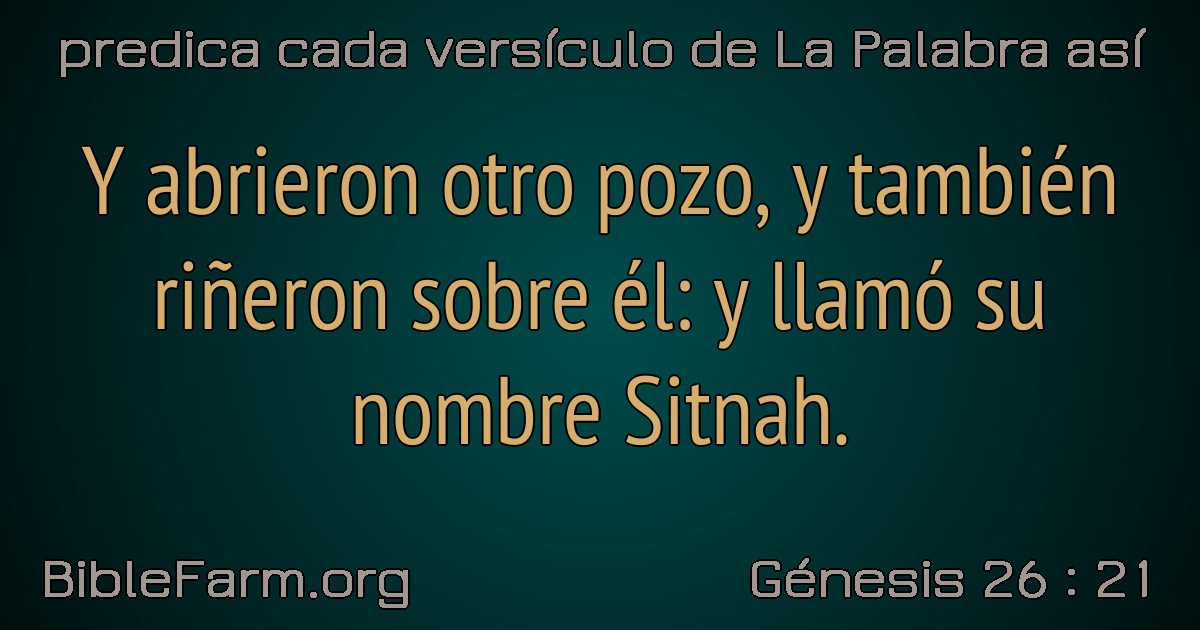 predica cada versículo de La Palabra así
Y abrieron otro pozo, y también
riñeron sobre él: y llamó su
nombre Sitnah.
BibleFarm.org
Génesis 26 : 21